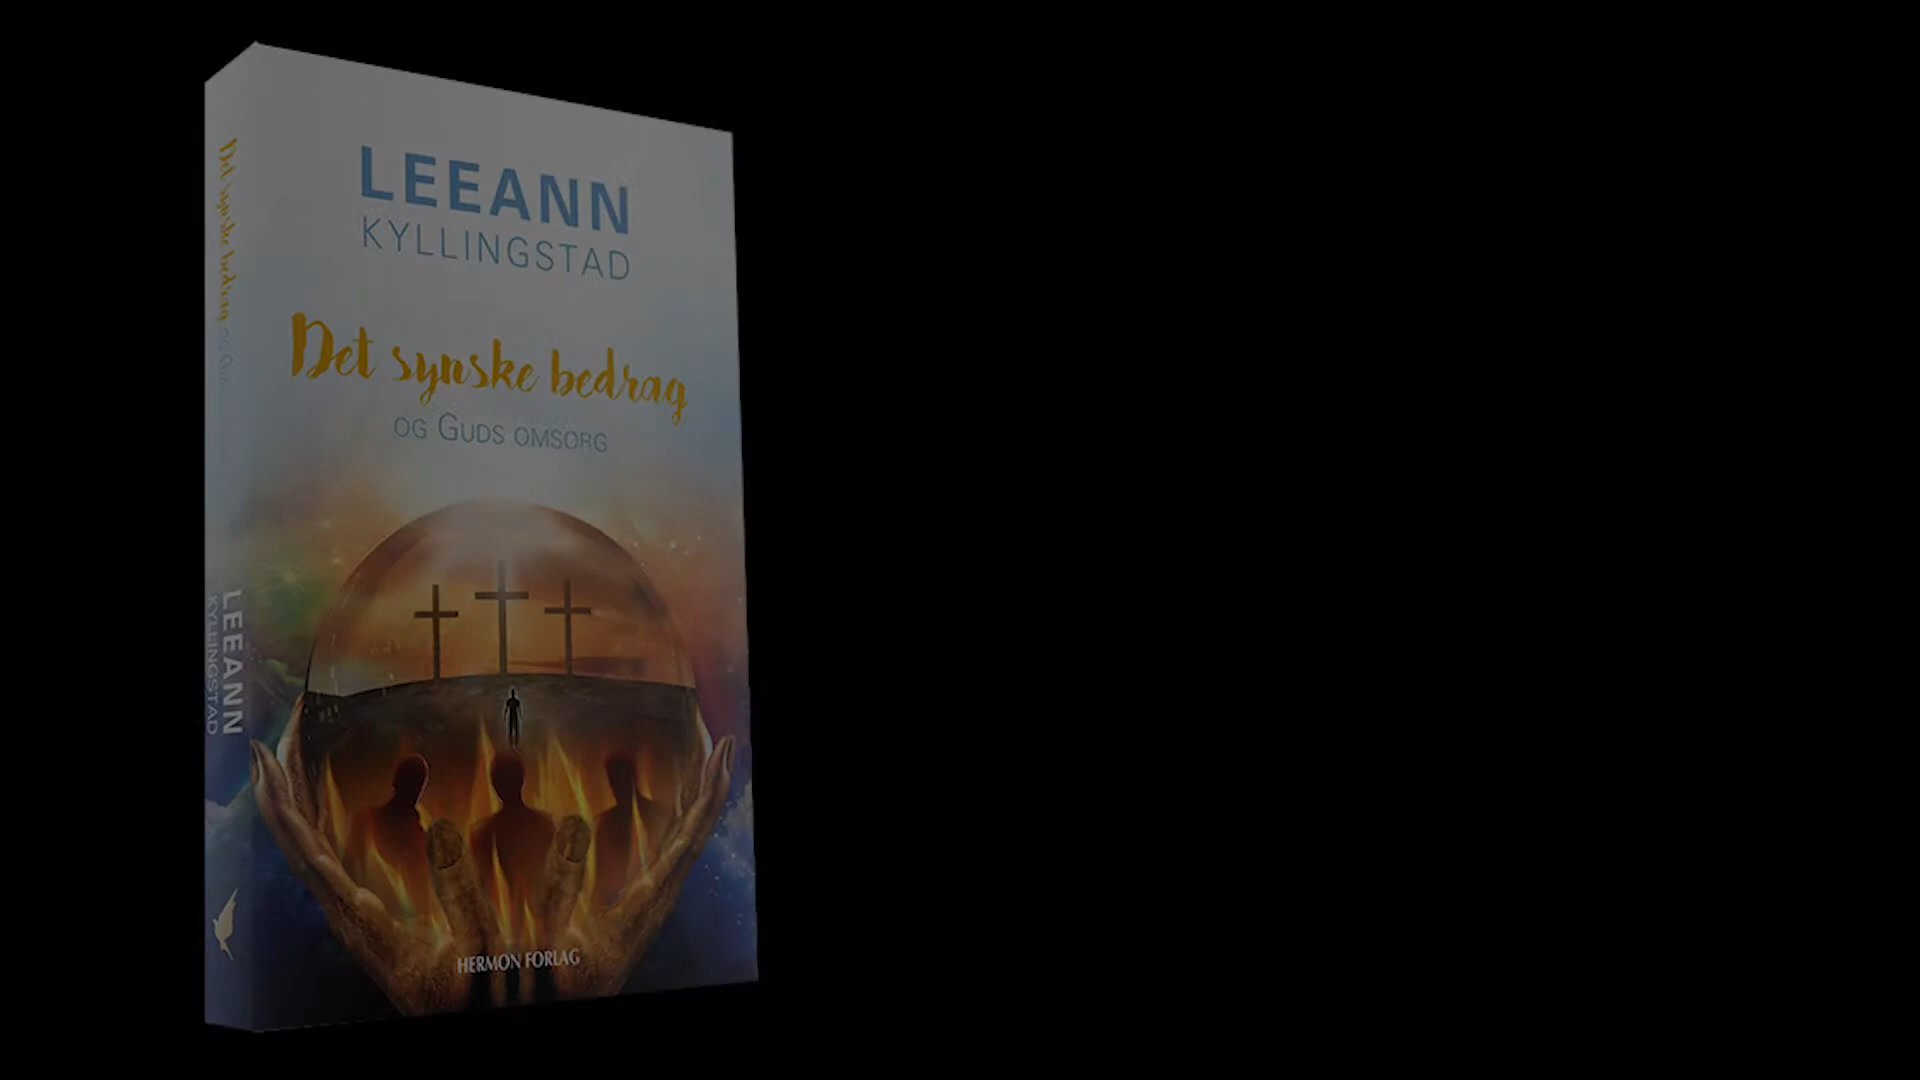 LEEANN
KYLLINGSTAD
Det synske bedrag
OG GUDS OMSORG
HERMON FORLAG
Det synske bedrag
LEEANN
KYLLINGSTAD